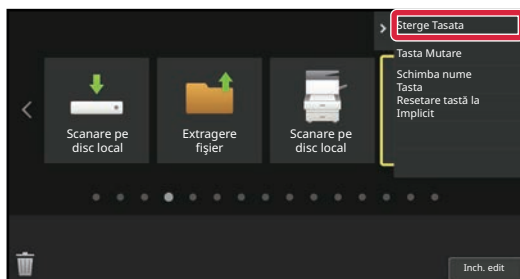 Sterge Tasata
Tasta Mutare
Schimba nume
Tasta
Resetare tastă la
Implicit
Scanare pe
disc local
Extragere
fişier
Scanare pe
disc local
Inch. edit